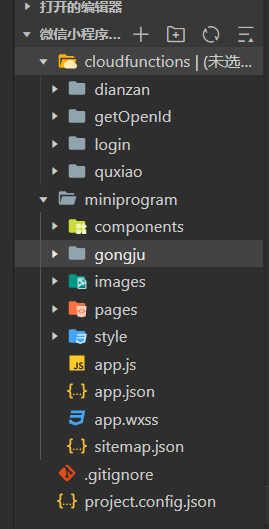 打开的编辑器
微信小程序...
cloudfunctions | (未选...
dianzan
getOpenId
login
quxiao
miniprogram
components
gongju
images
pages
style
JS app.js
{.} app.json
app.wxss
{.} sitemap.json
.gitignore
{.} project.config.json